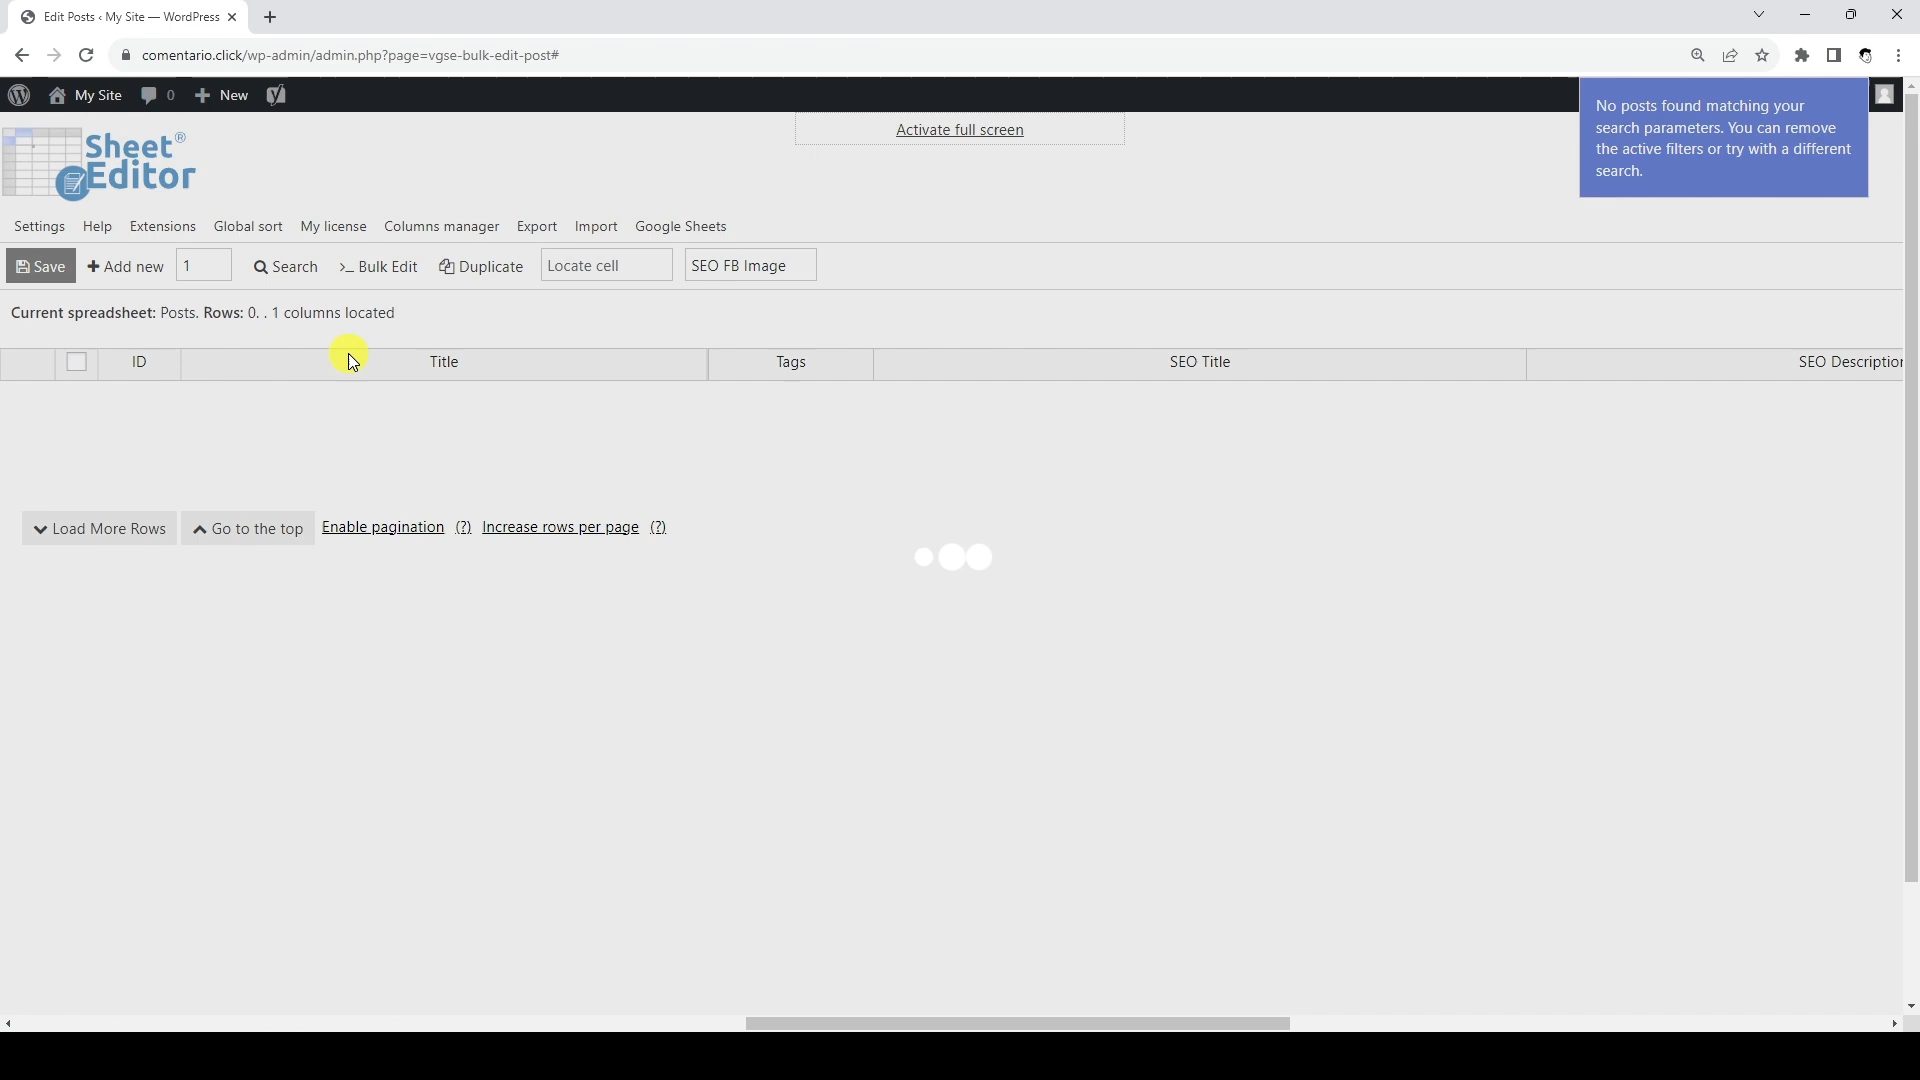 Edit Posts ‹ My Site — WordPress
comentario.click/wp-admin/admin.php?page=vgse-bulk-edit-post#
My Site 0 New
No posts found matching your
search parameters. You can remove
the active filters or try with a different
search.
Activate full screen
Sheet®
Editor
Settings Help Extensions Global sort My license Columns manager Export Import Google Sheets
Save Add new 1 Search Bulk Edit Duplicate Locate cell SEO FB Image
Current spreadsheet: Posts. Rows: 0. . 1 columns located
ID Title Tags SEO Title SEO Description
Load More Rows Go to the top Enable pagination (?) Increase rows per page (?)